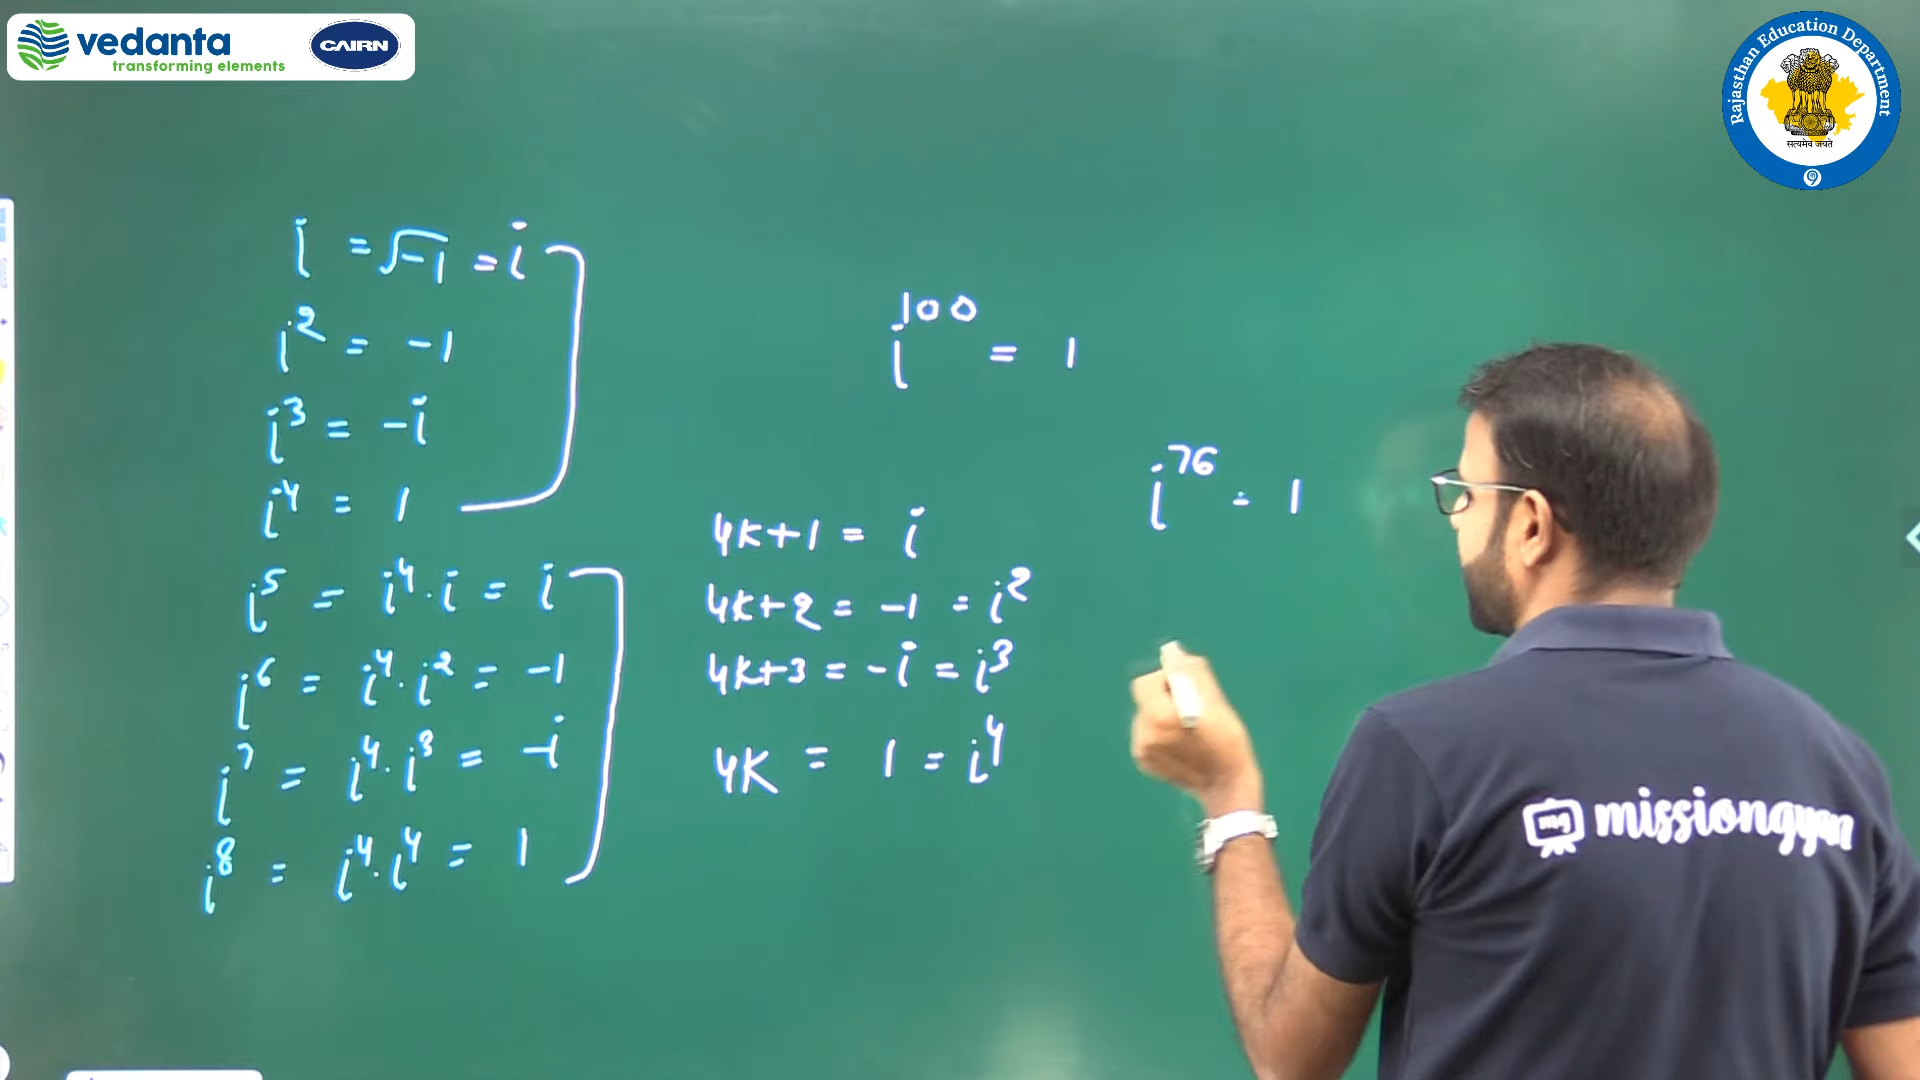 vedanta
transforming elements
CAIRN
Rajasthan Education Department
सत्यमेव जयते
i = √-1 = i
i² = -1
i³ = -i
i⁴ = 1
i⁵ = i⁴.i = i
i⁶ = i⁴.i² = -1
i⁷ = i⁴.i³ = -i
i⁸ = i⁴.i⁴ = 1
i¹⁰⁰ = 1
4K+1 = i
4K+2 = -1 = i²
4K+3 = -i = i³
4K = 1 = i⁴
i⁷⁶ = 1
mg missiongyan